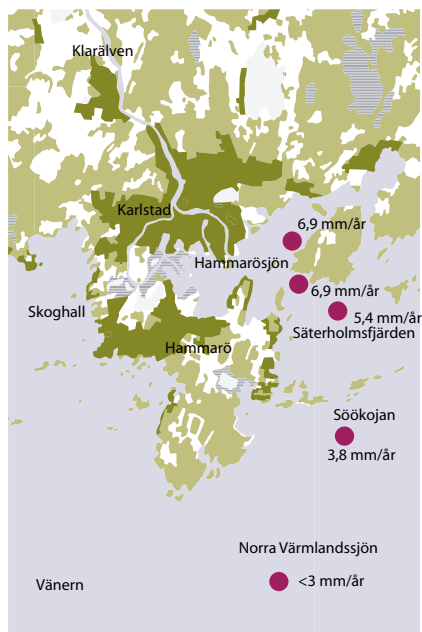 Klarälven
Karlstad
6,9 mm/år
Hammarösjön
6,9 mm/år
Skoghall
5,4 mm/år
Säterholmsfjärden
Hammarö
Söökojan
3,8 mm/år
Norra Värmlandssjön
Vänern
<3 mm/år